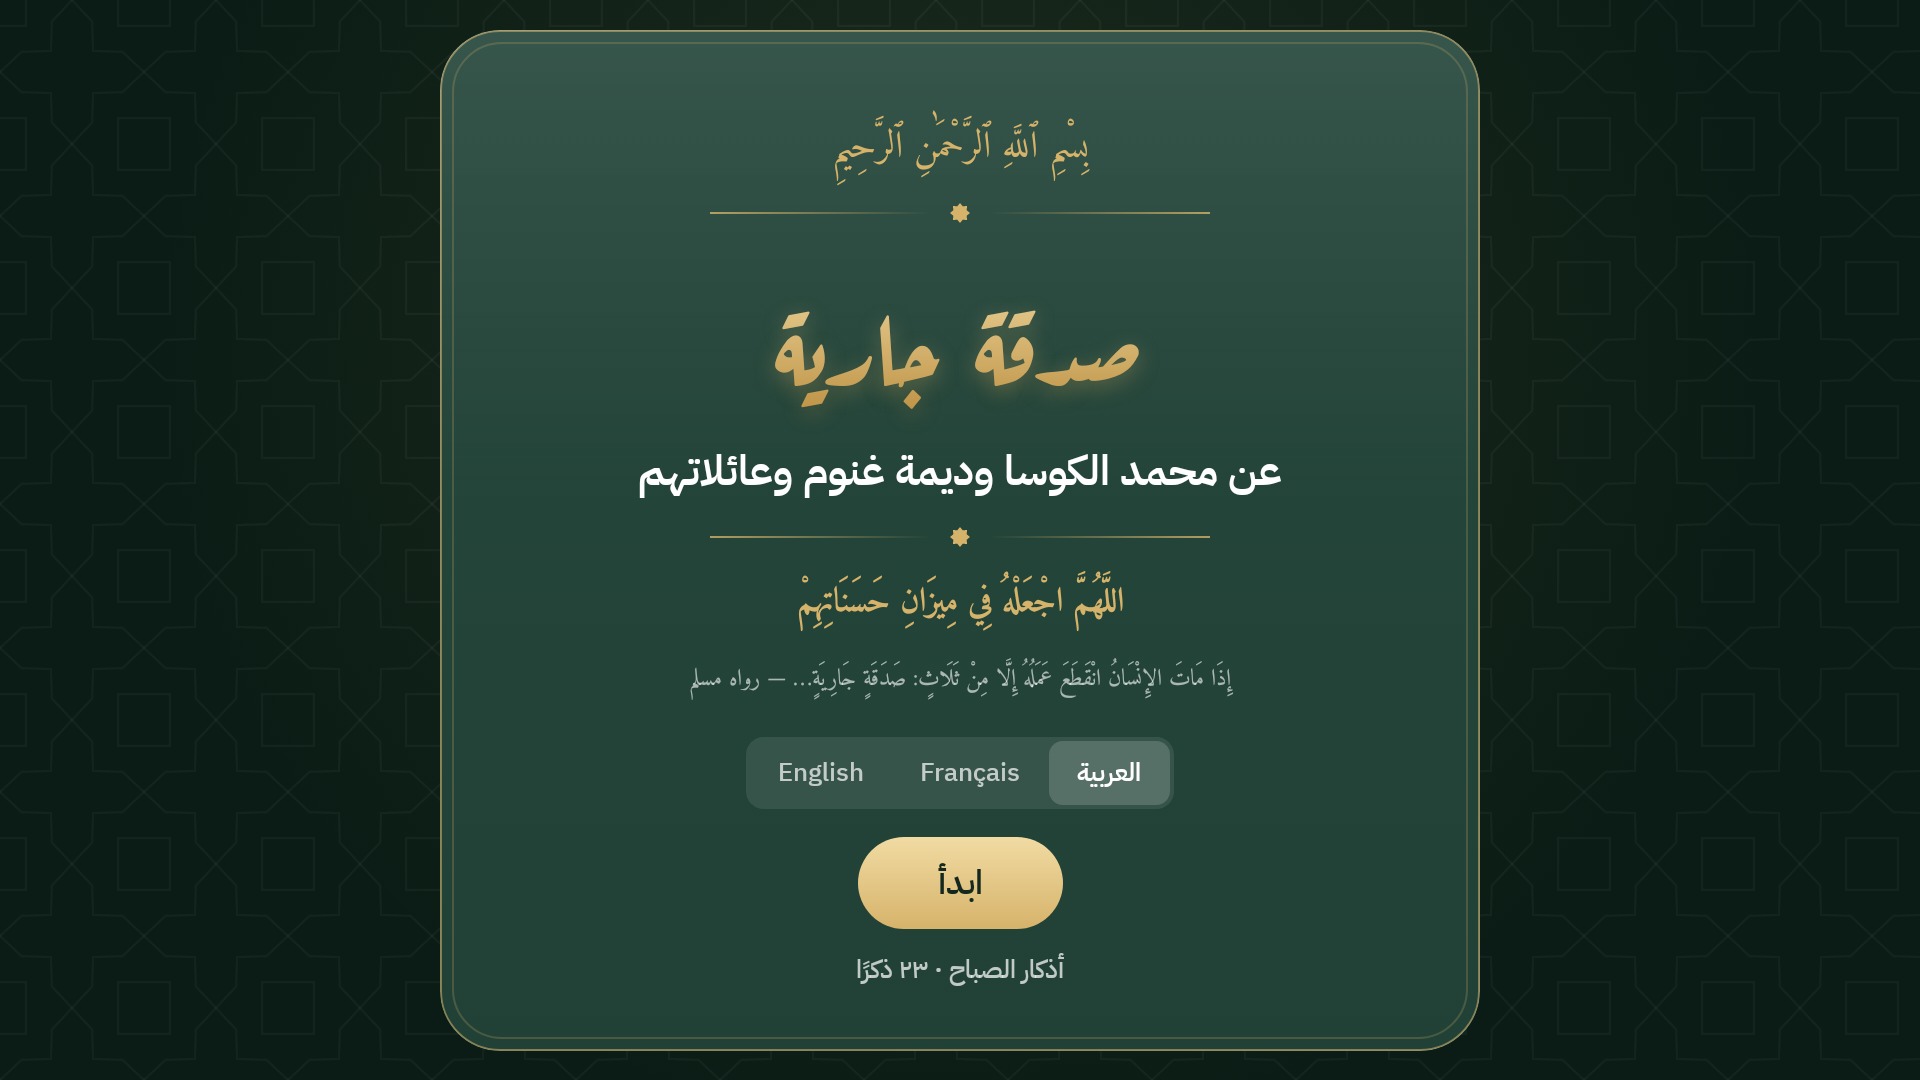 بِسْمِ ٱللَّهِ ٱلرَّحْمَٰنِ ٱلرَّحِيمِ
صدقة جارية
عن محمد الكوسا وديمة غنوم وعائلاتهم
اللَّهُمَّ اجْعَلْهُ فِي مِيزَانِ حَسَنَاتِهِمْ
إِذَا مَاتَ الإِنْسَانُ انْقَطَعَ عَمَلُهُ إِلَّا مِنْ ثَلَاثٍ: صَدَقَةٍ جَارِيَةٍ… — رواه مسلم
العربية Français English
ابدأ
أذكار الصباح · ٢٣ ذكرًا